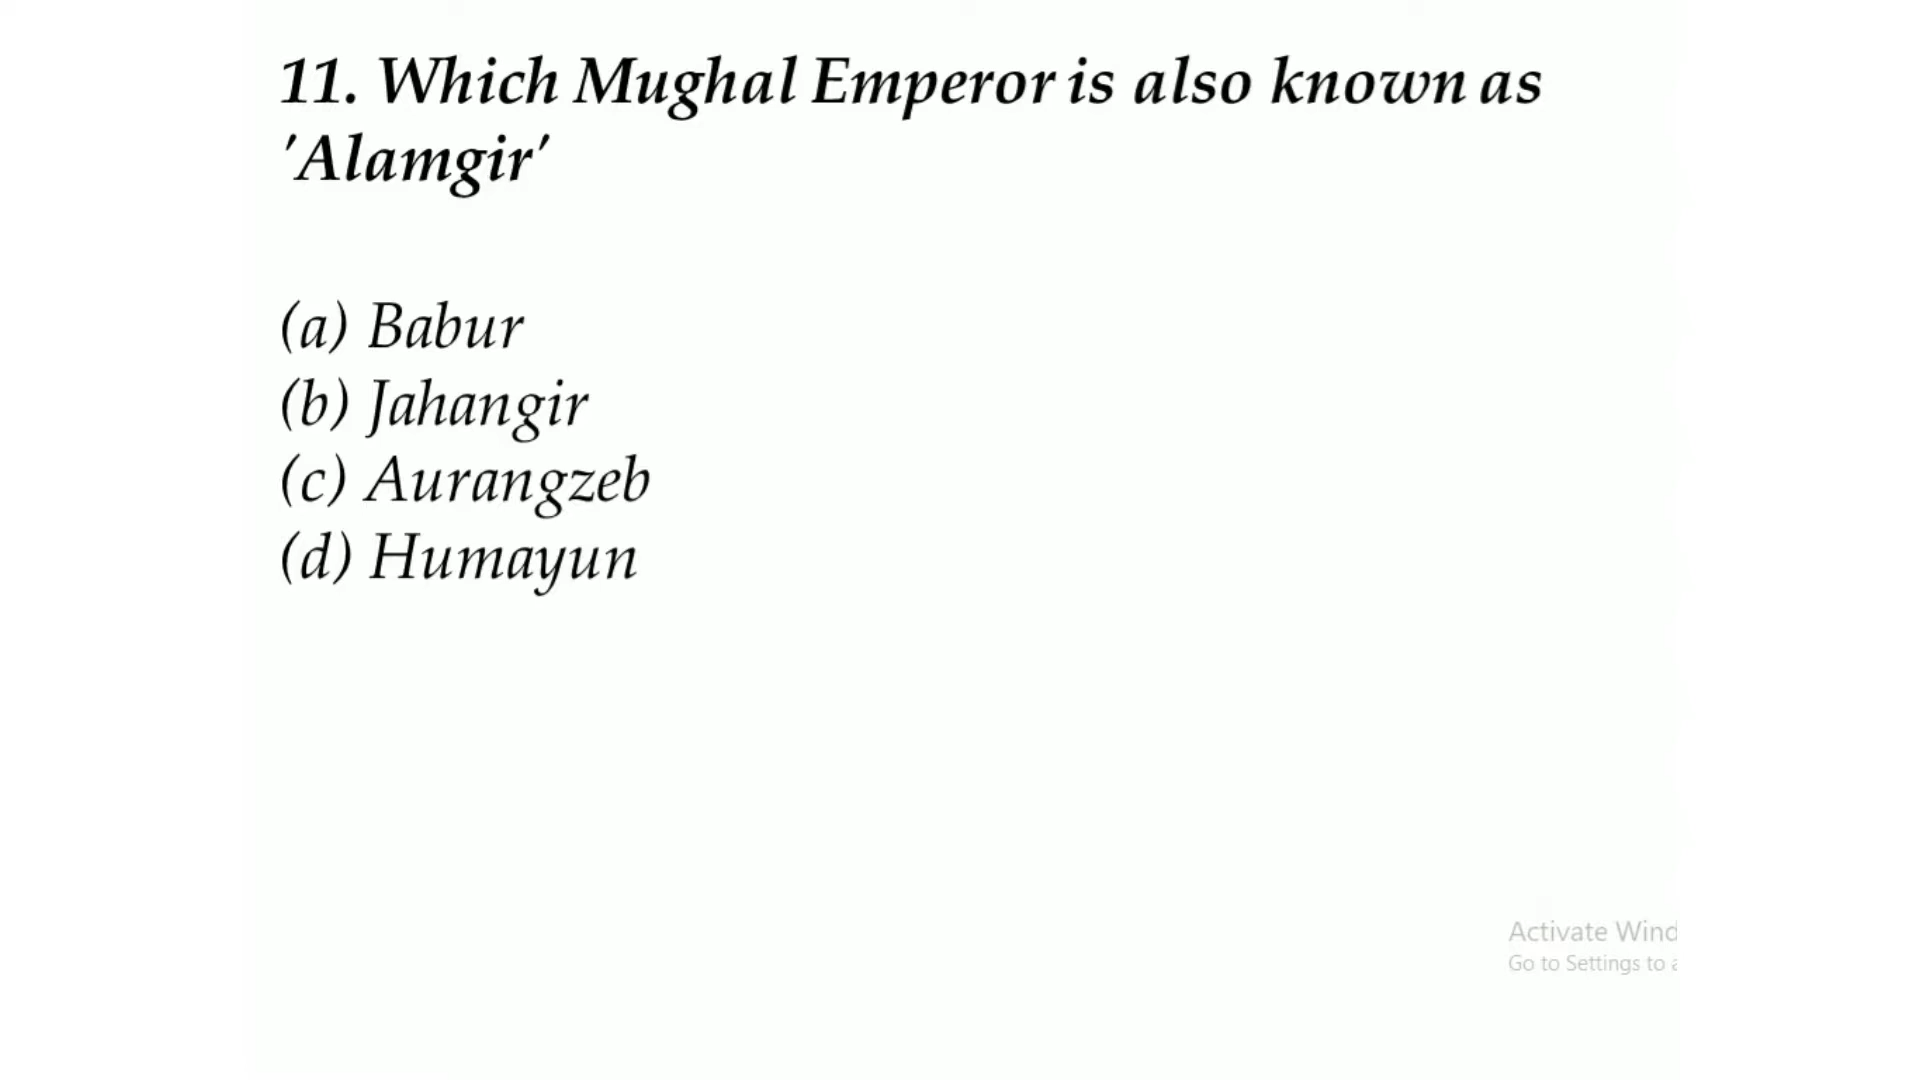 11. Which Mughal Emperor is also known as
'Alamgir'
(a) Babur
(b) Jahangir
(c) Aurangzeb
(d) Humayun
Activate Wind
Go to Settings to a